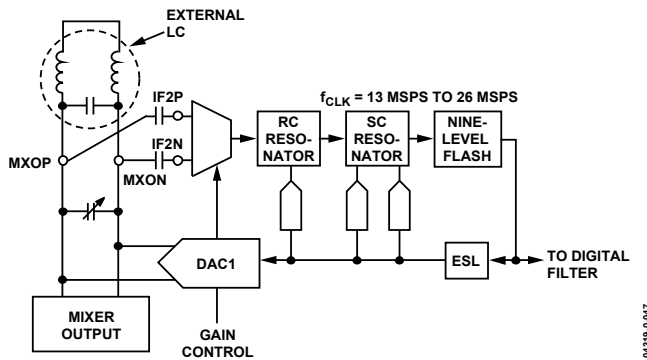 EXTERNAL
LC
IF2P
fCLK = 13 MSPS TO 26 MSPS
RC
RESO-
NATOR
SC
RESO-
NATOR
NINE-
LEVEL
FLASH
IF2N
MXOP
MXON
DAC1
ESL
TO DIGITAL
FILTER
MIXER
OUTPUT
GAIN
CONTROL
04319-0-047